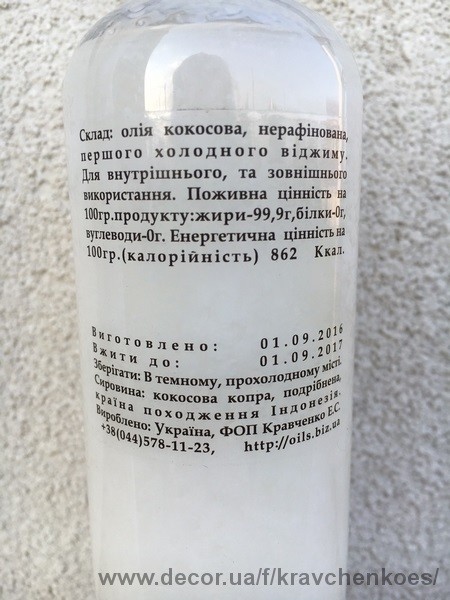 Склад: олія кокосова, нерафінована,
першого холодного віджиму.
Для внутрішнього, та зовнішнього
використання. Поживна цінність на
100гр.продукту:жири-99,9г,білки-0г,
вуглеводи-0г. Енергетична цінність на
100гр.(калорійність) 862 Ккал.
Виготовлено: 01.09.2016
Вжити до: 01.09.2017
Зберігати: В темному, прохолодному місті.
Сировина: кокосова копра, подрібнена,
країна походження Індонезія.
Вироблено: Україна, ФОП Кравченко Е.С.
+38(044)578-11-23, http://oils.biz.ua
www.decor.ua/f/kravchenkoes/